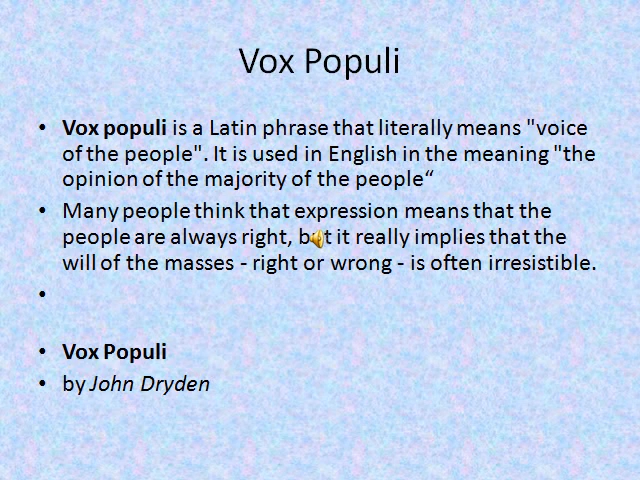 Vox Populi
• Vox populi is a Latin phrase that literally means "voice
of the people". It is used in English in the meaning "the
opinion of the majority of the people“
• Many people think that expression means that the
people are always right, but it really implies that the
will of the masses - right or wrong - is often irresistible.
•
• Vox Populi
• by John Dryden